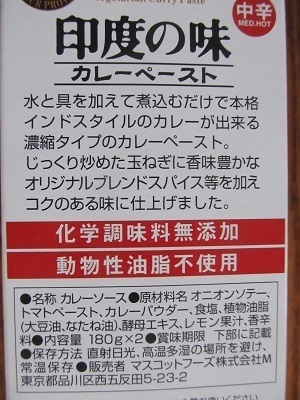 Vegetarian Curry Paste
中辛
MED.HOT
印度の味
カレーペースト
水と具を加えて煮込むだけで本格
インドスタイルのカレーが出来る
濃縮タイプのカレーペースト。
じっくり炒めた玉ねぎに香味豊かな
オリジナルブレンドスパイス等を加え
コクのある味に仕上げました。
化学調味料無添加
動物性油脂不使用
●名称 カレーソース●原材料名 オニオンソテー、
トマトペースト、カレーパウダー、食塩、植物油脂
(大豆油、なたね油)、酵母エキス、レモン果汁、香辛
料●内容量 180g×2●賞味期限 下部に記載
●保存方法 直射日光、高温多湿の場所を避け、
常温保存 ●販売者 マスコットフーズ株式会社M
東京都品川区西五反田5-23-2